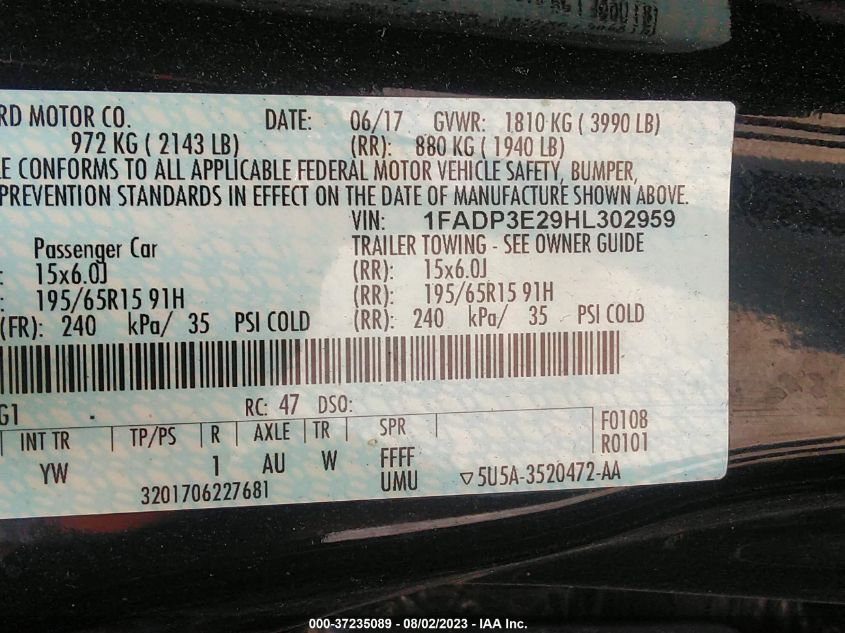 RD MOTOR CO. DATE: 06/17 GVWR: 1810 KG ( 3990 LB)
972 KG ( 2143 LB) (RR): 880 KG ( 1940 LB)
LE CONFORMS TO ALL APPLICABLE FEDERAL MOTOR VEHICLE SAFETY, BUMPER,
PREVENTION STANDARDS IN EFFECT ON THE DATE OF MANUFACTURE SHOWN ABOVE.
VIN: 1FADP3E29HL302959
Passenger Car TRAILER TOWING - SEE OWNER GUIDE
: 15x6.0J (RR): 15x6.0J
: 195/65R15 91H (RR): 195/65R15 91H
(FR): 240 kPa/ 35 PSI COLD (RR): 240 kPa/ 35 PSI COLD
G1 RC: 47 DSO:
INT TR TP/PS R AXLE TR SPR F0108
R0101
YW 1 AU W FFFF
UMU ▽5U5A-3520472-AA
3201706227681
000-37235089 - 08/02/2023 - IAA Inc.